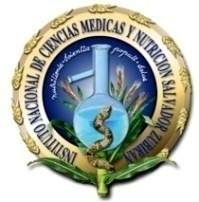 INSTITUTO NACIONAL DE CIENCIAS MEDICAS Y NUTRICION SALVADOR ZUBIRAN